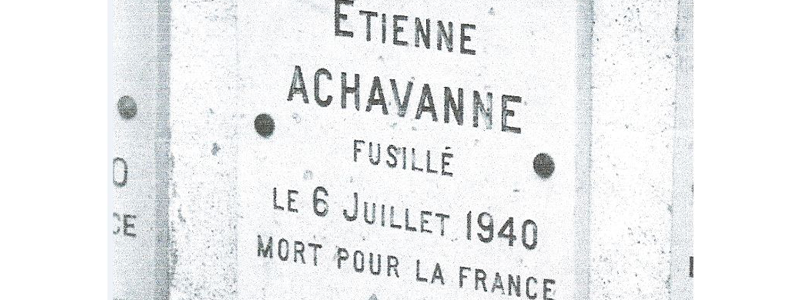 ETIENNE
ACHAVANNE
FUSILLÉ
LE 6 JUILLET 1940
MORT POUR LA FRANCE